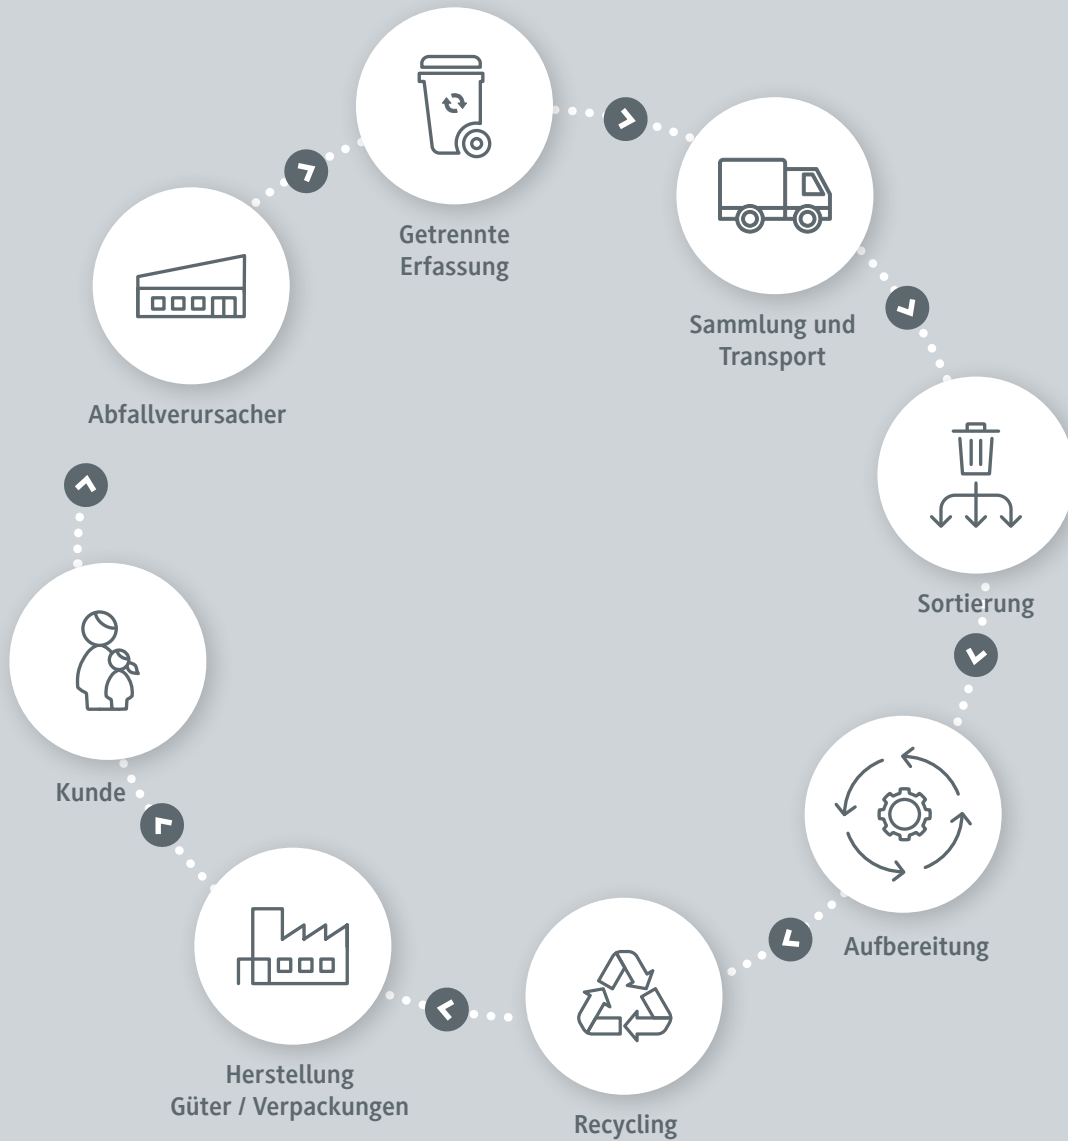 Getrennte
Erfassung
Sammlung und
Transport
Abfallverursacher
Sortierung
Kunde
Aufbereitung
Herstellung
Güter / Verpackungen
Recycling